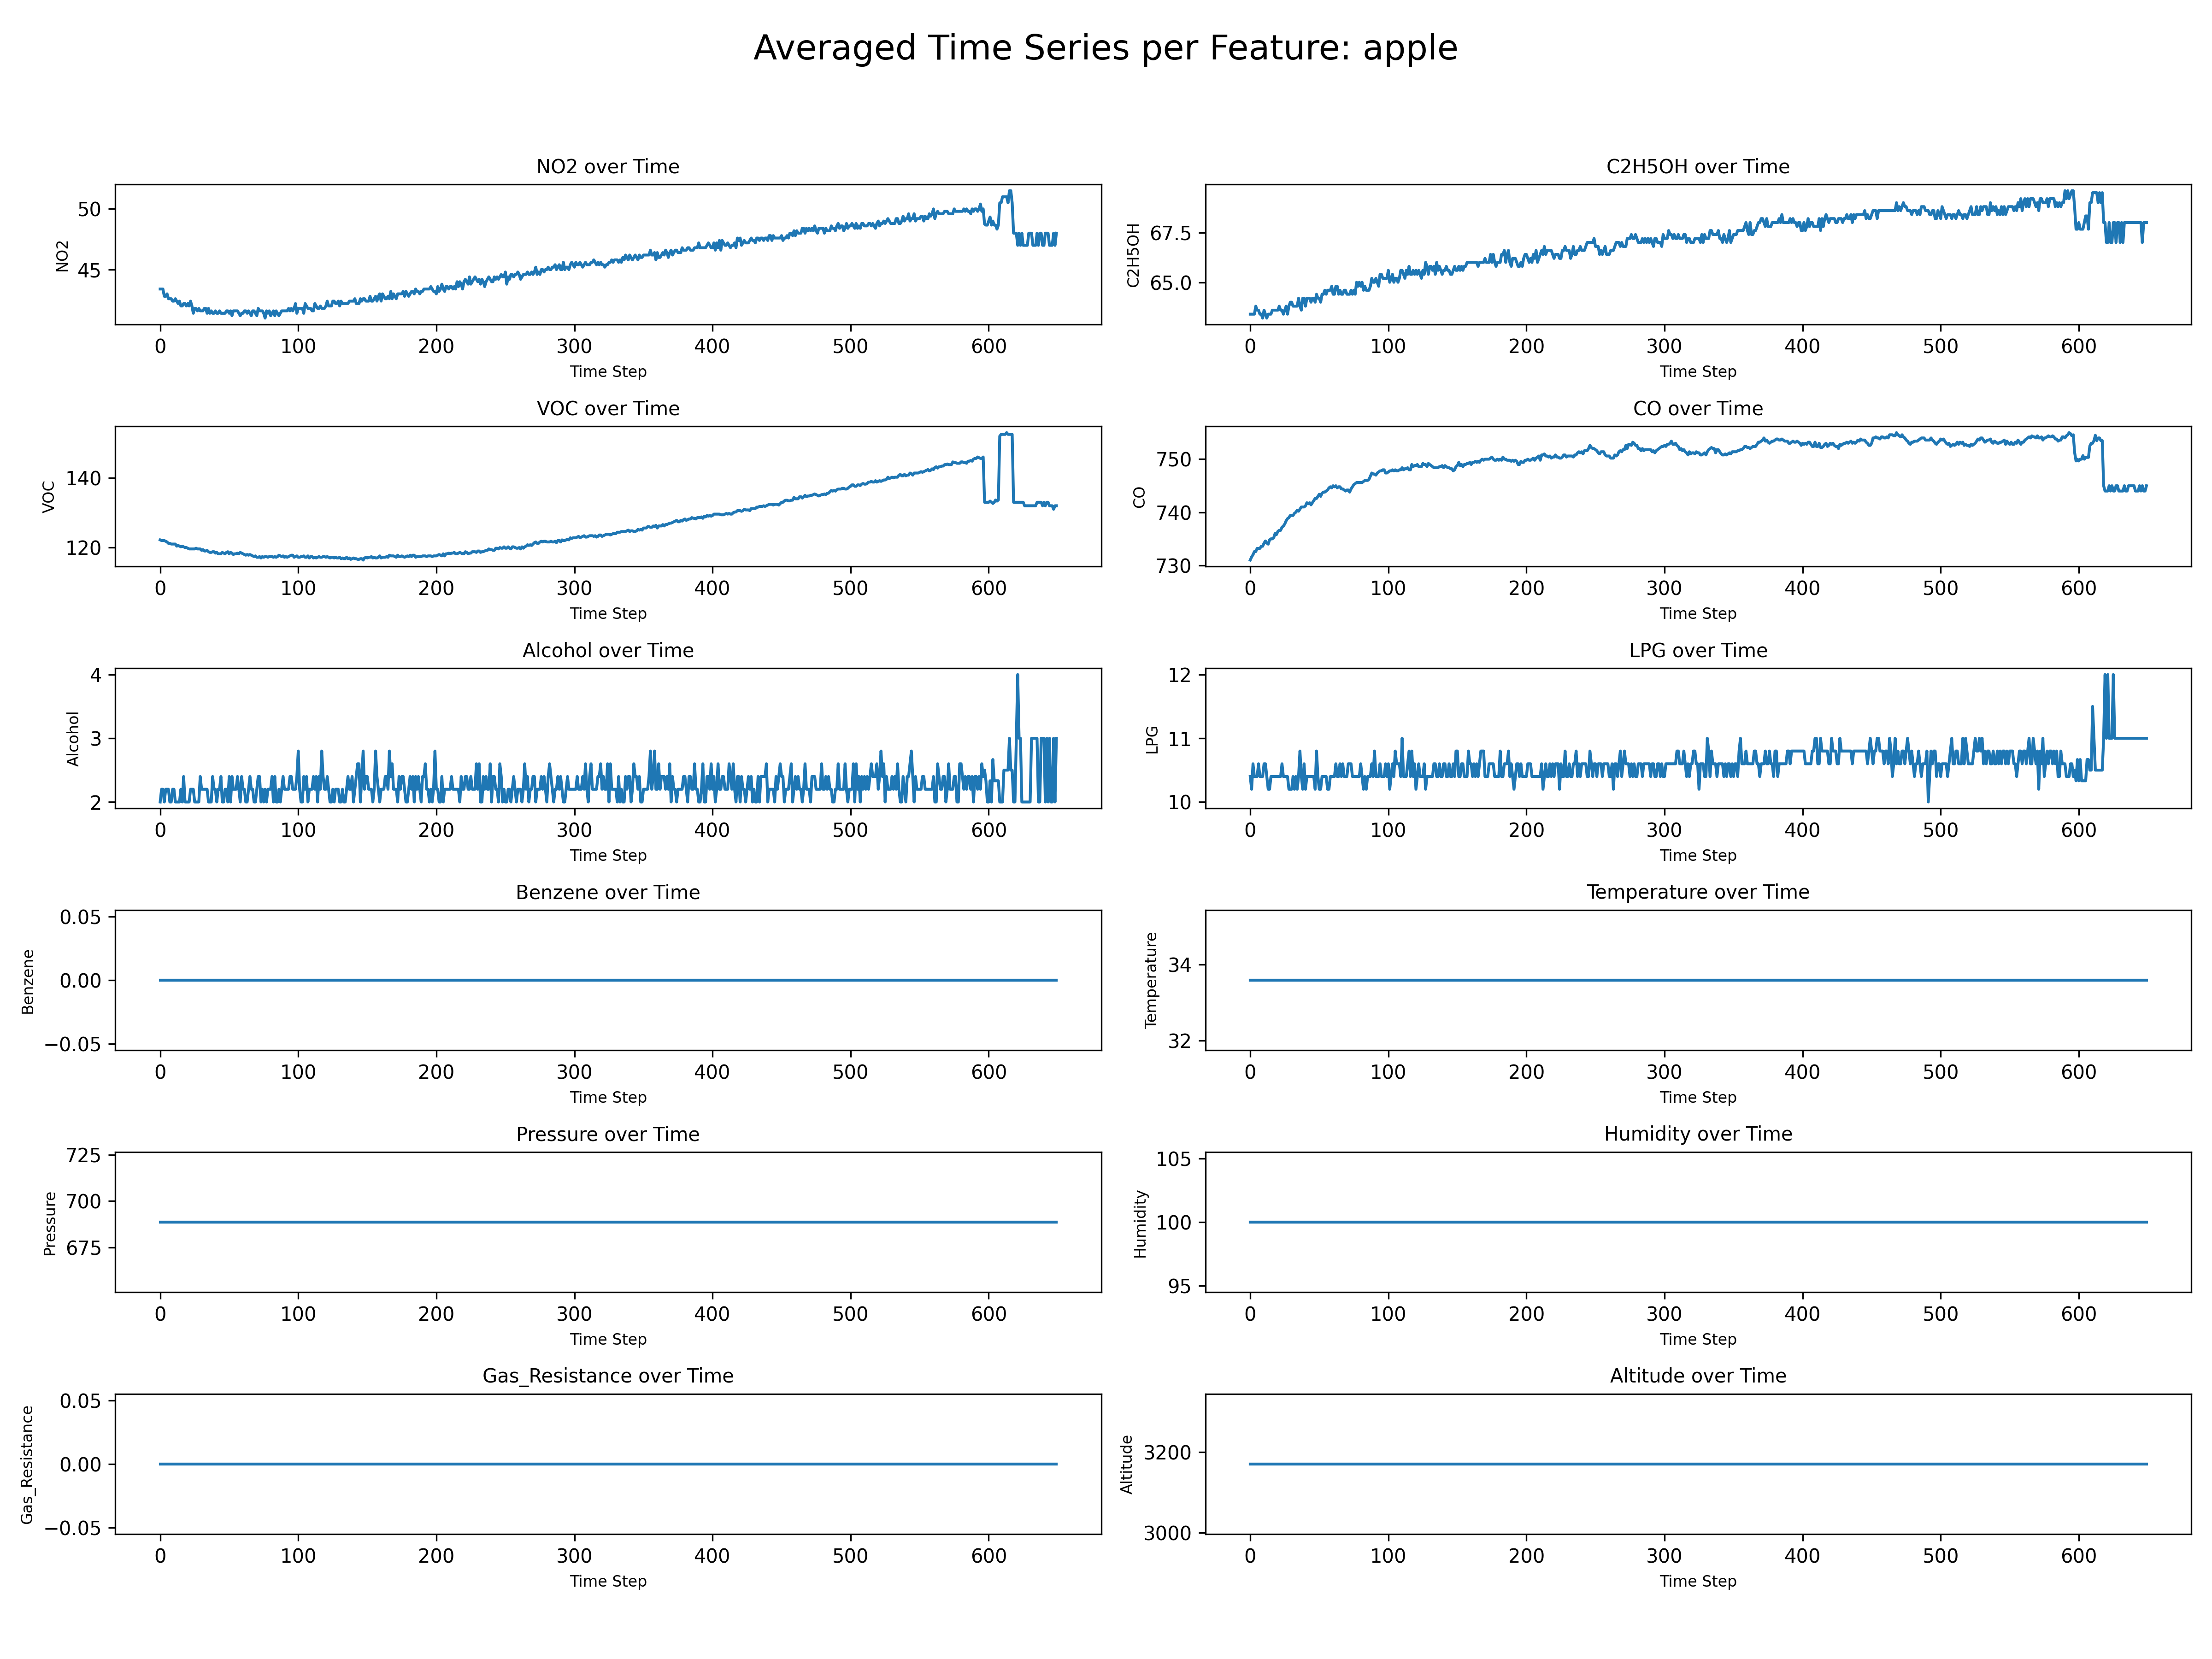 Averaged Time Series per Feature: apple
NO2 over Time
NO2
50
45
0 100 200 300 400 500 600
Time Step
C2H5OH over Time
C2H5OH
67.5
65.0
0 100 200 300 400 500 600
Time Step
VOC over Time
VOC
140
120
0 100 200 300 400 500 600
Time Step
CO over Time
CO
750
740
730
0 100 200 300 400 500 600
Time Step
Alcohol over Time
Alcohol
4
3
2
0 100 200 300 400 500 600
Time Step
LPG over Time
LPG
12
11
10
0 100 200 300 400 500 600
Time Step
Benzene over Time
Benzene
0.05
0.00
−0.05
0 100 200 300 400 500 600
Time Step
Temperature over Time
Temperature
34
32
0 100 200 300 400 500 600
Time Step
Pressure over Time
Pressure
725
700
675
0 100 200 300 400 500 600
Time Step
Humidity over Time
Humidity
105
100
95
0 100 200 300 400 500 600
Time Step
Gas_Resistance over Time
Gas_Resistance
0.05
0.00
−0.05
0 100 200 300 400 500 600
Time Step
Altitude over Time
Altitude
3200
3000
0 100 200 300 400 500 600
Time Step